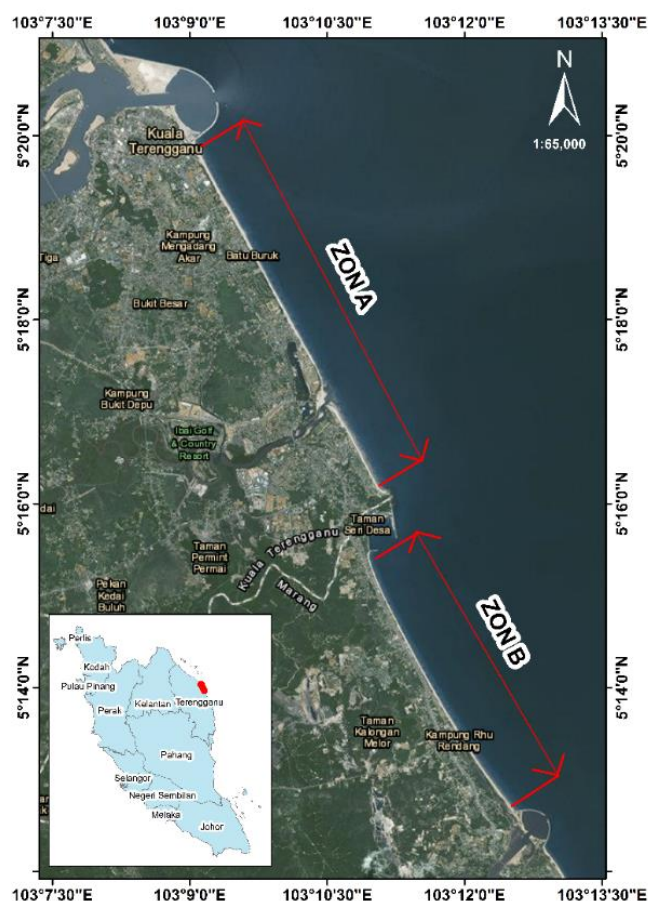 103°7'30"E 103°9'0"E 103°10'30"E 103°12'0"E 103°13'30"E
N
1:65,000
5°20'0"N 5°20'0"N
Kuala
Terengganu
ZON A
Kampung
Mengadang
Akar
Batu Buruk
Tiga
Bukit Besar
5°18'0"N 5°18'0"N
Kampung
Bukit Depu
Ibai Golf
& Country
Resort
5°16'0"N 5°16'0"N
dai
Taman
Seri Desa
Kuala Terengganu
Marang
Taman
Permint
Permai
Pekan
Kedai
Buluh
ZON B
5°14'0"N 5°14'0"N
Taman
Kalongan
Melor
Kampung Rhu
Rendang
Perlis
Kedah
Pulau Pinang
Kelantan
Terengganu
Perak
Pahang
Selangor
Negeri Sembilan
Melaka
Johor
103°7'30"E 103°9'0"E 103°10'30"E 103°12'0"E 103°13'30"E